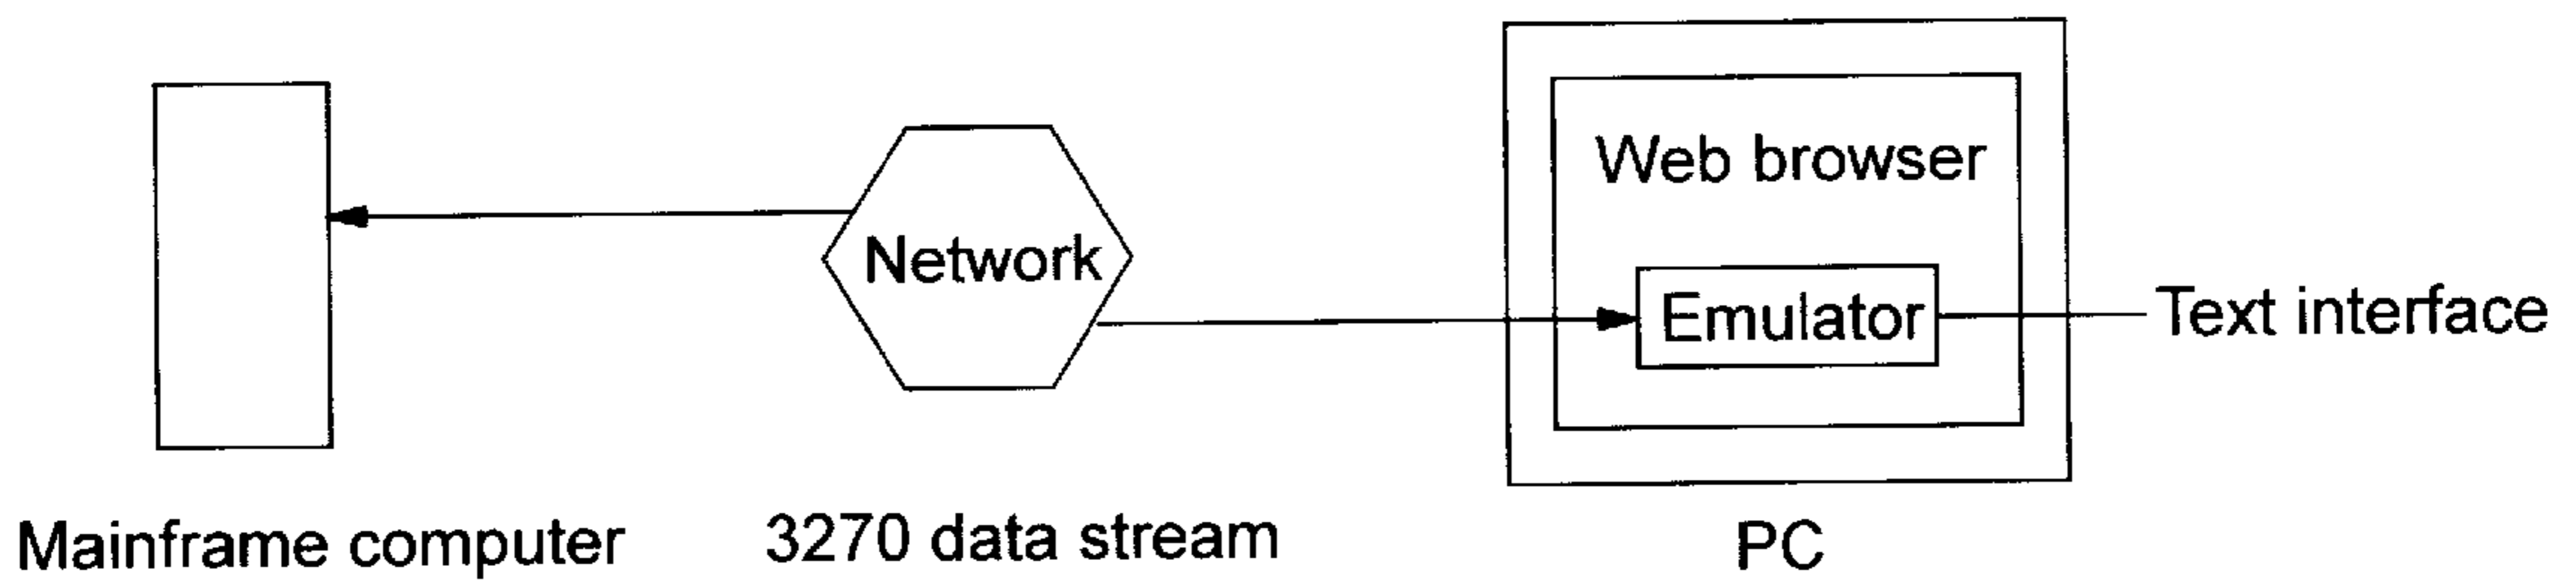 Web browser
Network
Emulator
Text interface
Mainframe computer
3270 data stream
PC